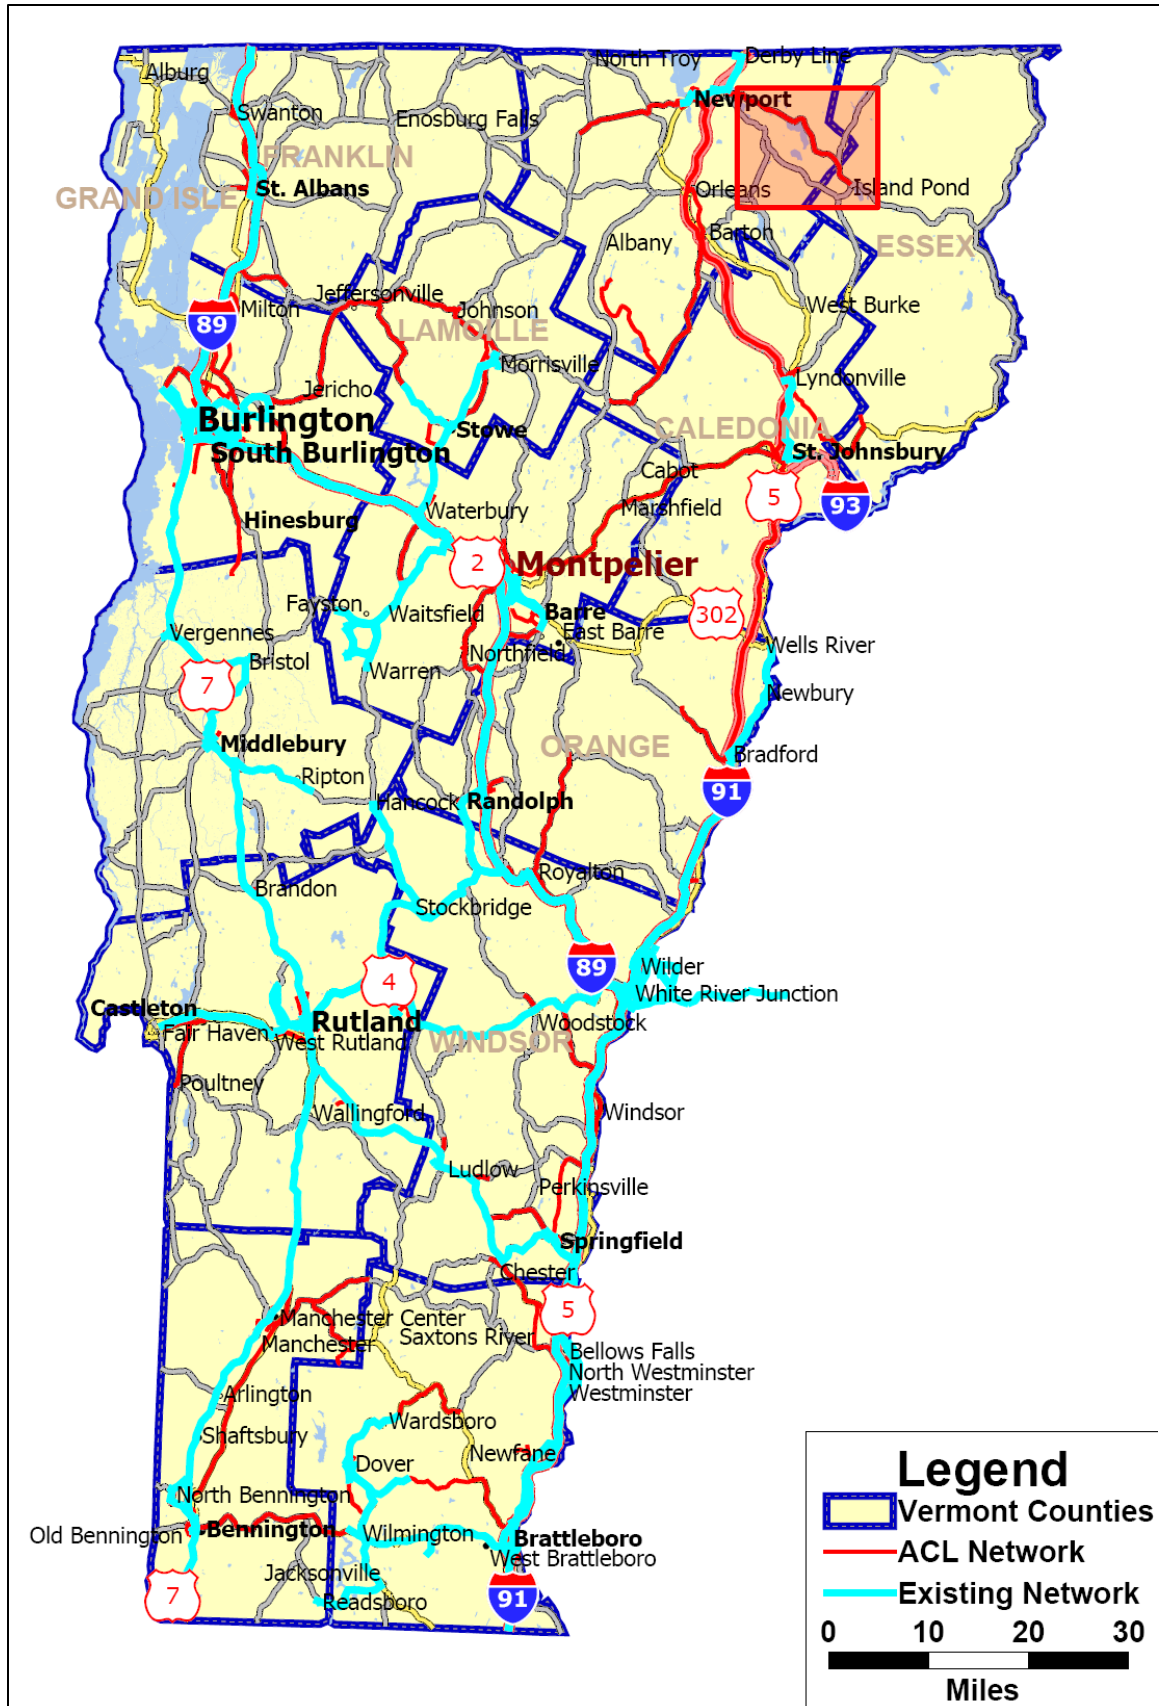 North Troy
Derby Line
Alburg
Newport
Swanton
Enosburg Falls
FRANKLIN
GRAND ISLE
St. Albans
Orleans
Island Pond
Barton
Albany
ESSEX
Jeffersonville
Milton
Johnson
West Burke
89
LAMOILLE
Morrisville
Lyndonville
Jericho
Burlington
Stowe
CALEDONIA
South Burlington
St. Johnsbury
Cabot
5
93
Marshfield
Waterbury
Hinesburg
2
Montpelier
Fayston
Waitsfield
Barre
302
East Barre
Vergennes
Wells River
Bristol
Northfield
Warren
7
Newbury
Middlebury
ORANGE
Bradford
Ripton
91
Hancock
Randolph
Royalton
Brandon
Stockbridge
89
Wilder
4
White River Junction
Castleton
Rutland
Woodstock
Fair Haven
West Rutland
WINDSOR
Poultney
Wallingford
Windsor
Ludlow
Perkinsville
Springfield
Chester
5
Manchester Center
Saxtons River
Manchester
Bellows Falls
North Westminster
Westminster
Arlington
Wardsboro
Shaftsbury
Newfane
Dover
North Bennington
Old Bennington
Bennington
Wilmington
Brattleboro
West Brattleboro
Jacksonville
7
Readsboro
91
Legend
Vermont Counties
ACL Network
Existing Network
0 10 20 30
Miles